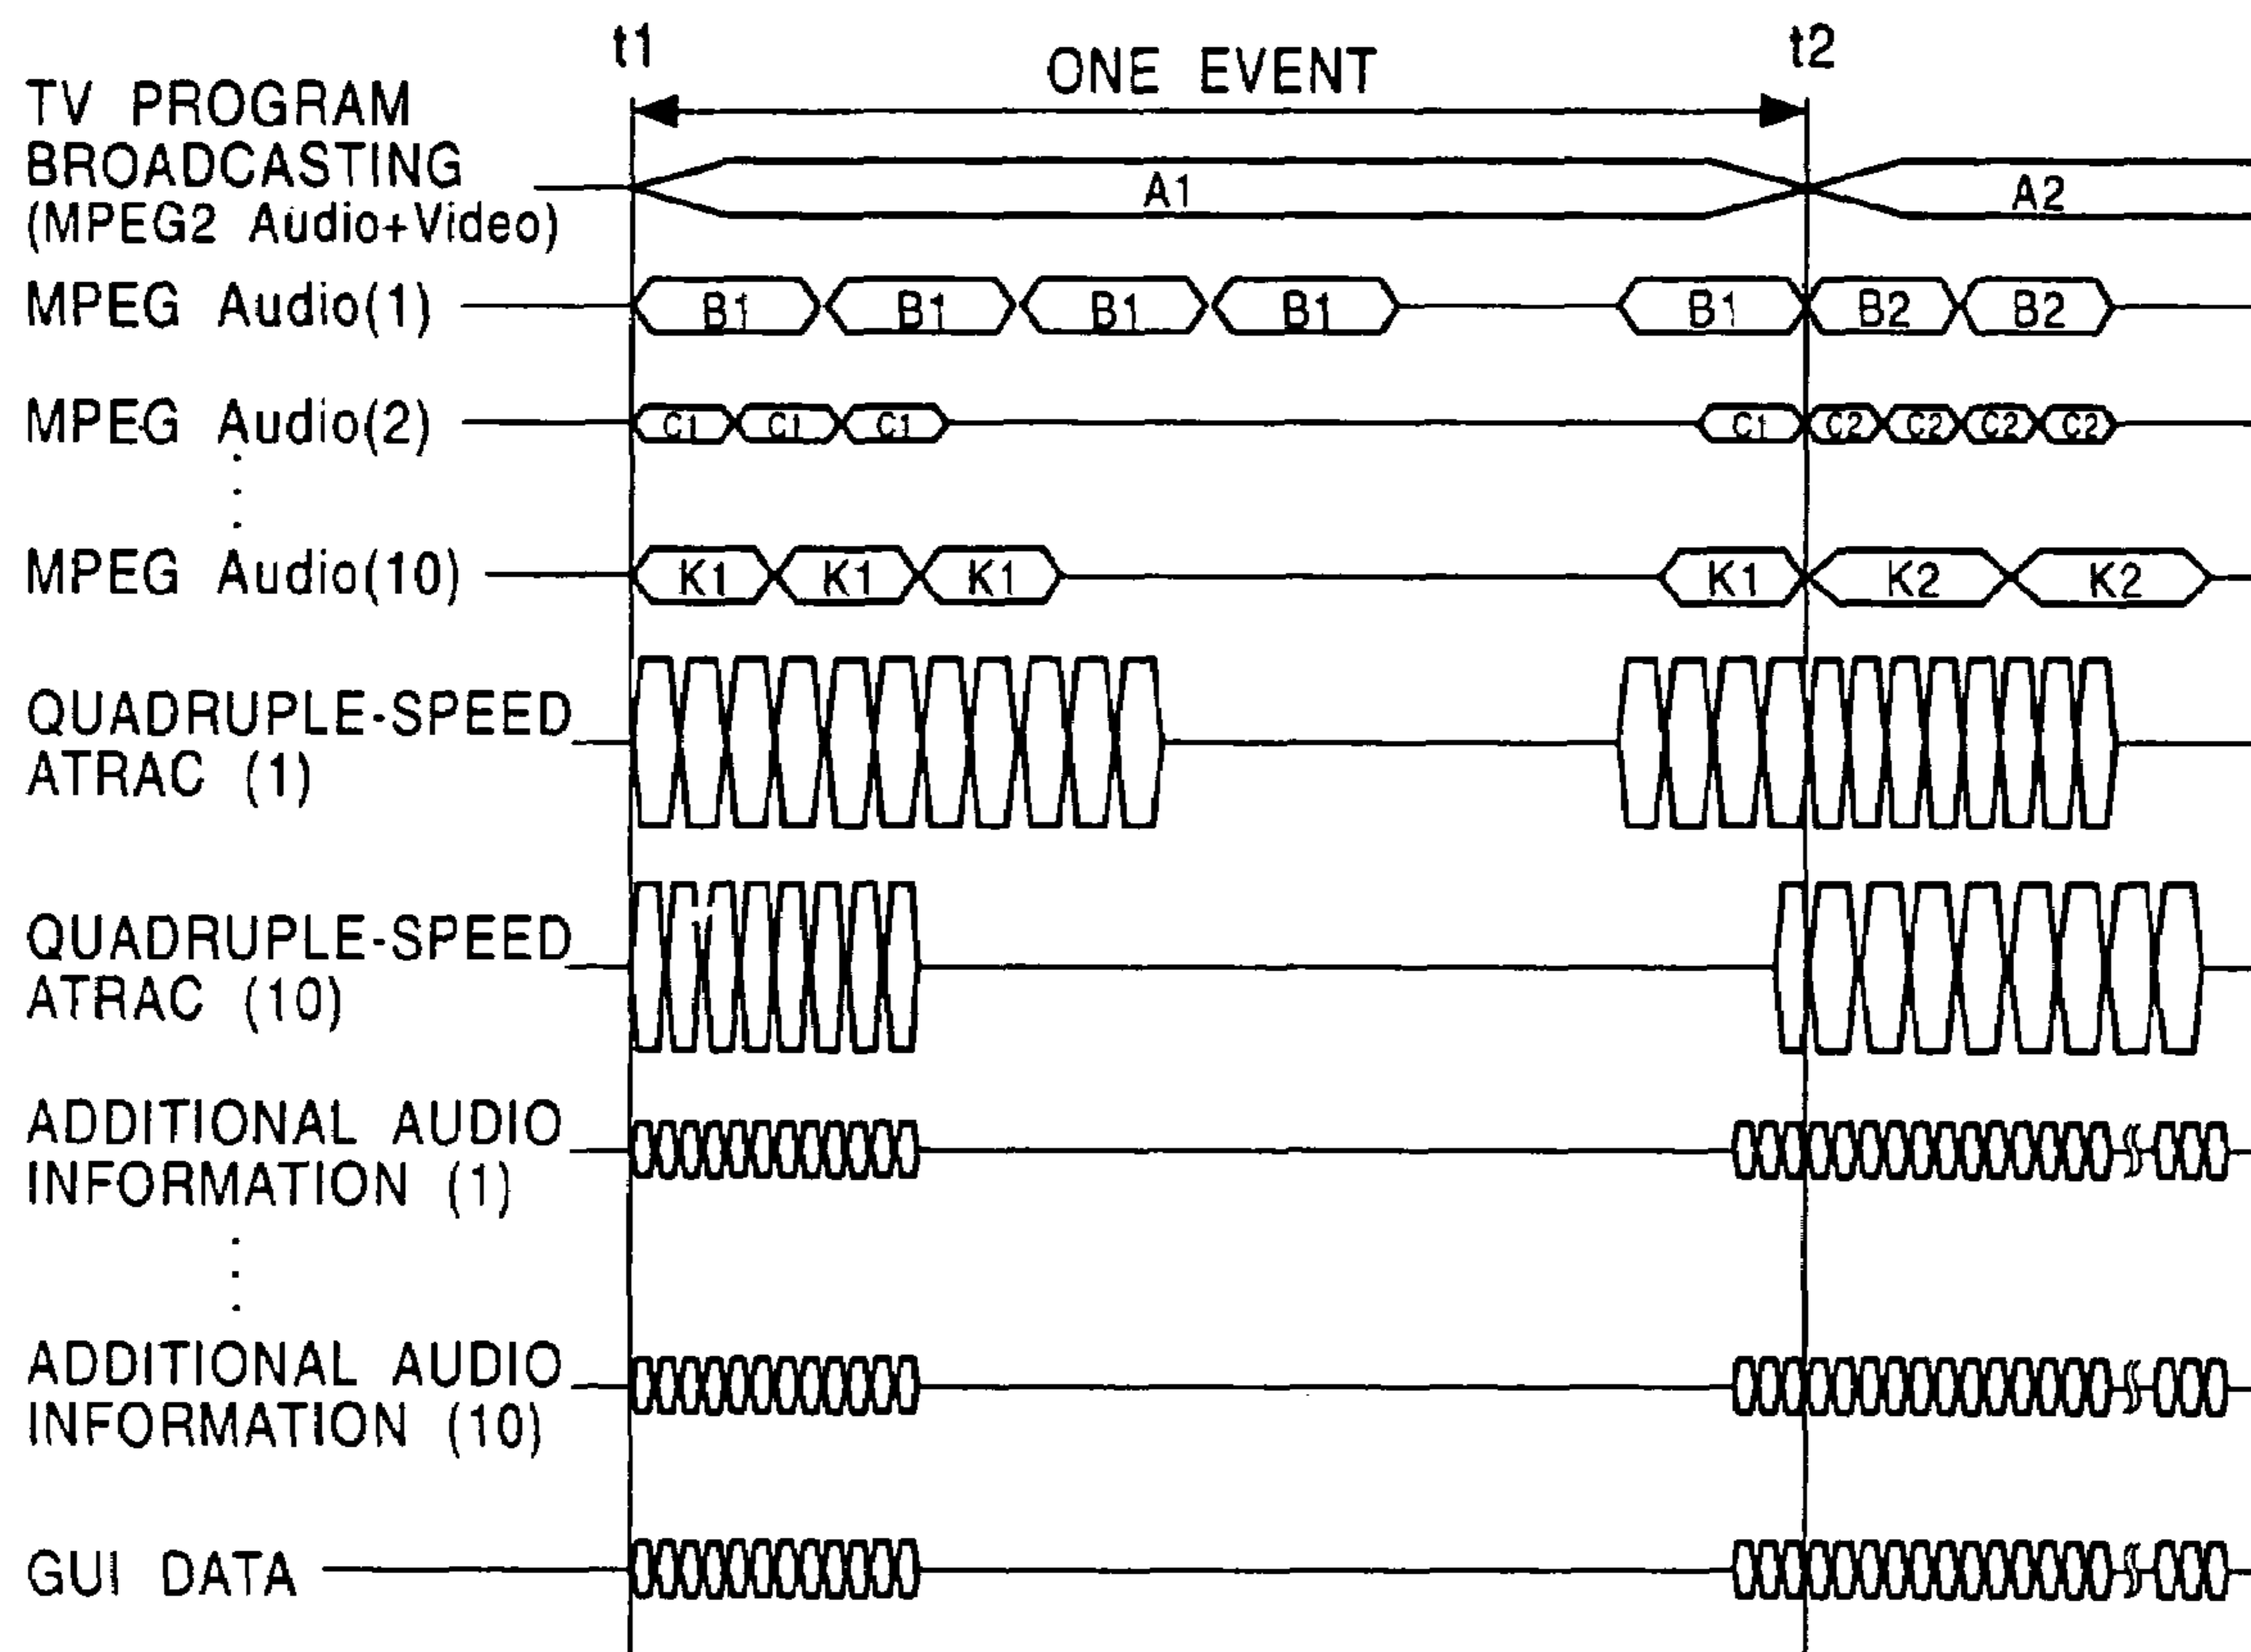 t1
ONE EVENT
t2
TV PROGRAM
BROADCASTING
(MPEG2 Audio+Video)
A1
A2
MPEG Audio(1)
B1 B1 B1 B1 B1 B2 B2
MPEG Audio(2)
C1 C1 C1 C1 C2 C2 C2 C2
MPEG Audio(10)
K1 K1 K1 K1 K2 K2
QUADRUPLE-SPEED
ATRAC (1)
QUADRUPLE-SPEED
ATRAC (10)
ADDITIONAL AUDIO
INFORMATION (1)
ADDITIONAL AUDIO
INFORMATION (10)
GUI DATA